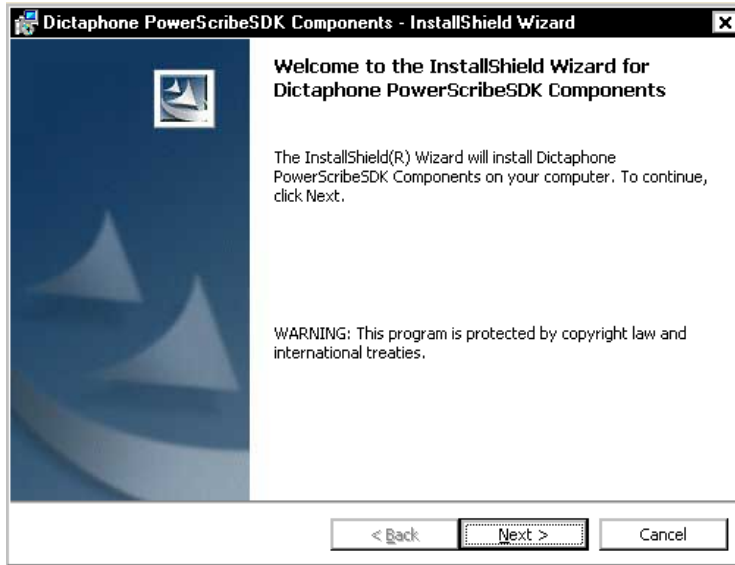 Dictaphone PowerScribeSDK Components - InstallShield Wizard
Welcome to the InstallShield Wizard for
Dictaphone PowerScribeSDK Components
The InstallShield(R) Wizard will install Dictaphone
PowerScribeSDK Components on your computer. To continue,
click Next.
WARNING: This program is protected by copyright law and
international treaties.
< Back Next > Cancel